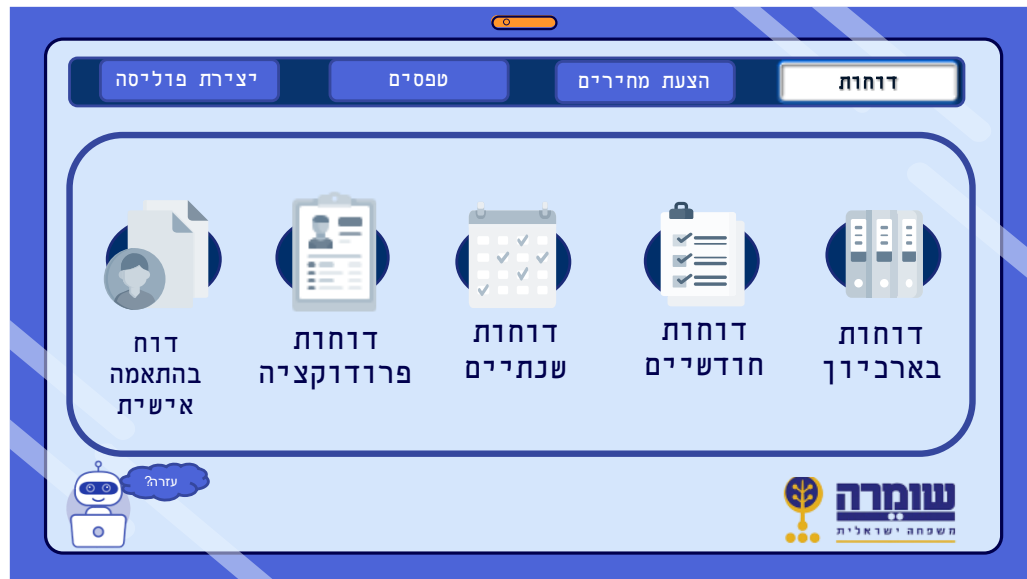 דוחות
הצעת מחירים
טפסים
יצירת פוליסה
דוחות
בארכיון
דוחות
חודשיים
דוחות
שנתיים
דוחות
פרודוקציה
דוח
בהתאמה
אישית
עזרה?
שומרה
משפחה ישראלית